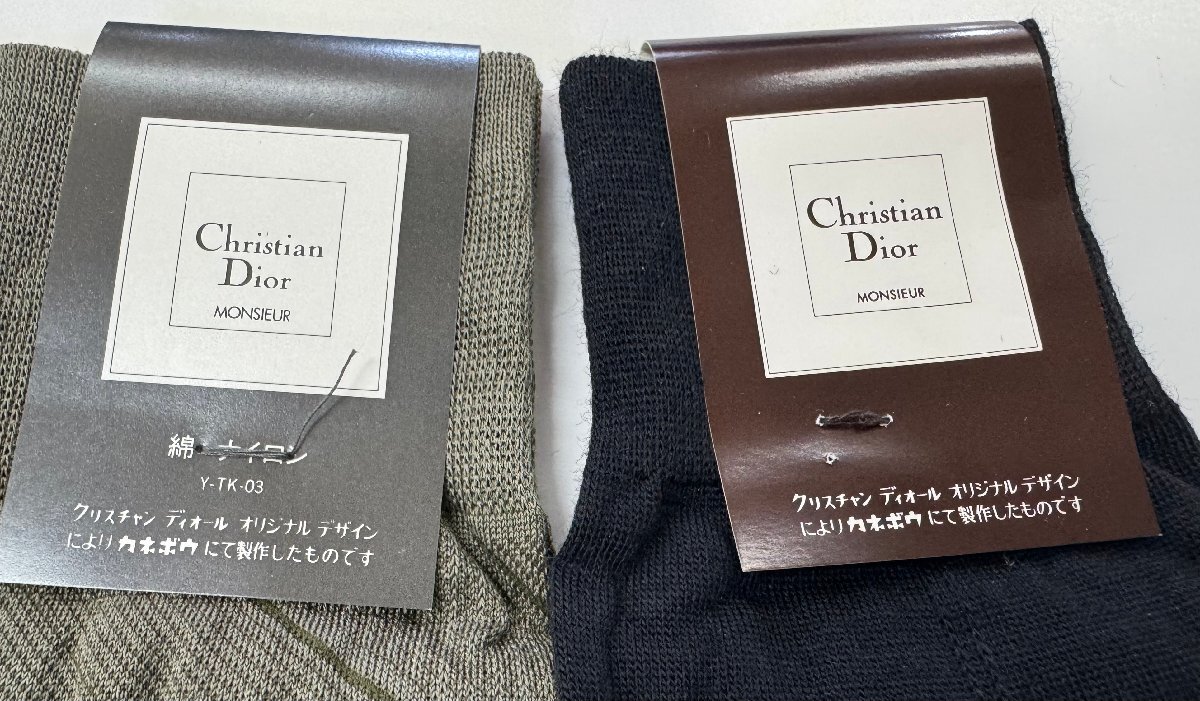 Christian
Dior
MONSIEUR
綿 ナイロン
Y-TK-03
クリスチャン ディオール オリジナル デザイン
により カネボウ にて製作したものです
Christian
Dior
MONSIEUR
クリスチャン ディオール オリジナル デザイン
により カネボウ にて製作したものです